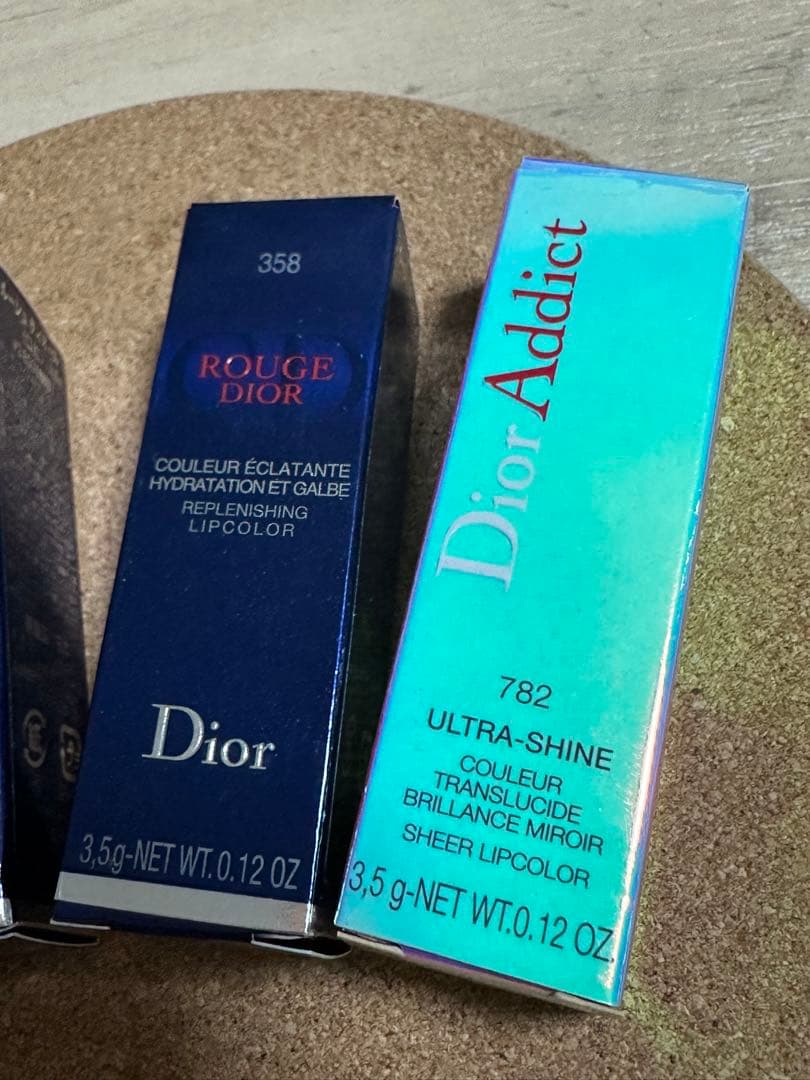 358
ROUGE
DIOR
COULEUR ÉCLATANTE
HYDRATATION ET GALBE
REPLENISHING
LIPCOLOR
Dior
3,5g-NET WT. 0.12 OZ
Dior Addict
782
ULTRA-SHINE
COULEUR
TRANSLUCIDE
BRILLANCE MIROIR
SHEER LIPCOLOR
3,5 g-NET WT.0.12 OZ.